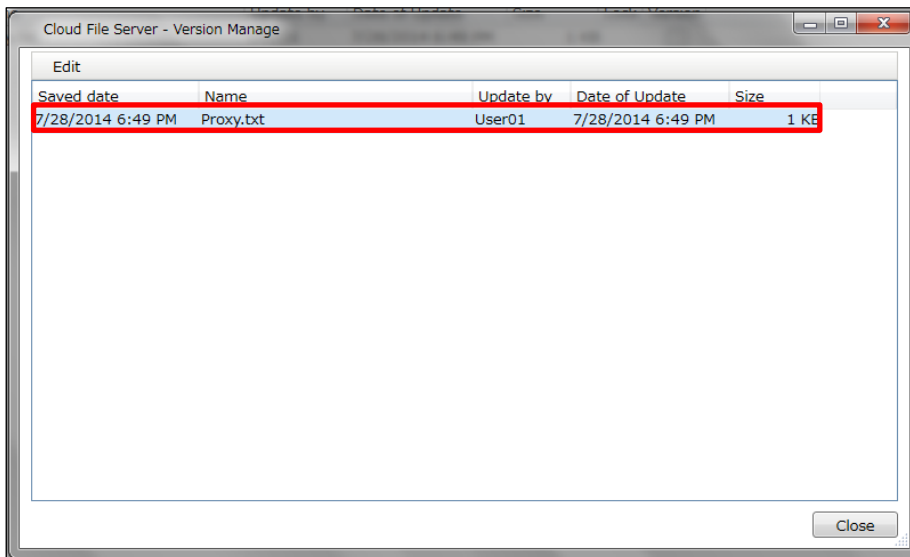 Cloud File Server - Version Manage
Edit
Saved date Name Update by Date of Update Size
7/28/2014 6:49 PM Proxy.txt User01 7/28/2014 6:49 PM 1 KB
Close